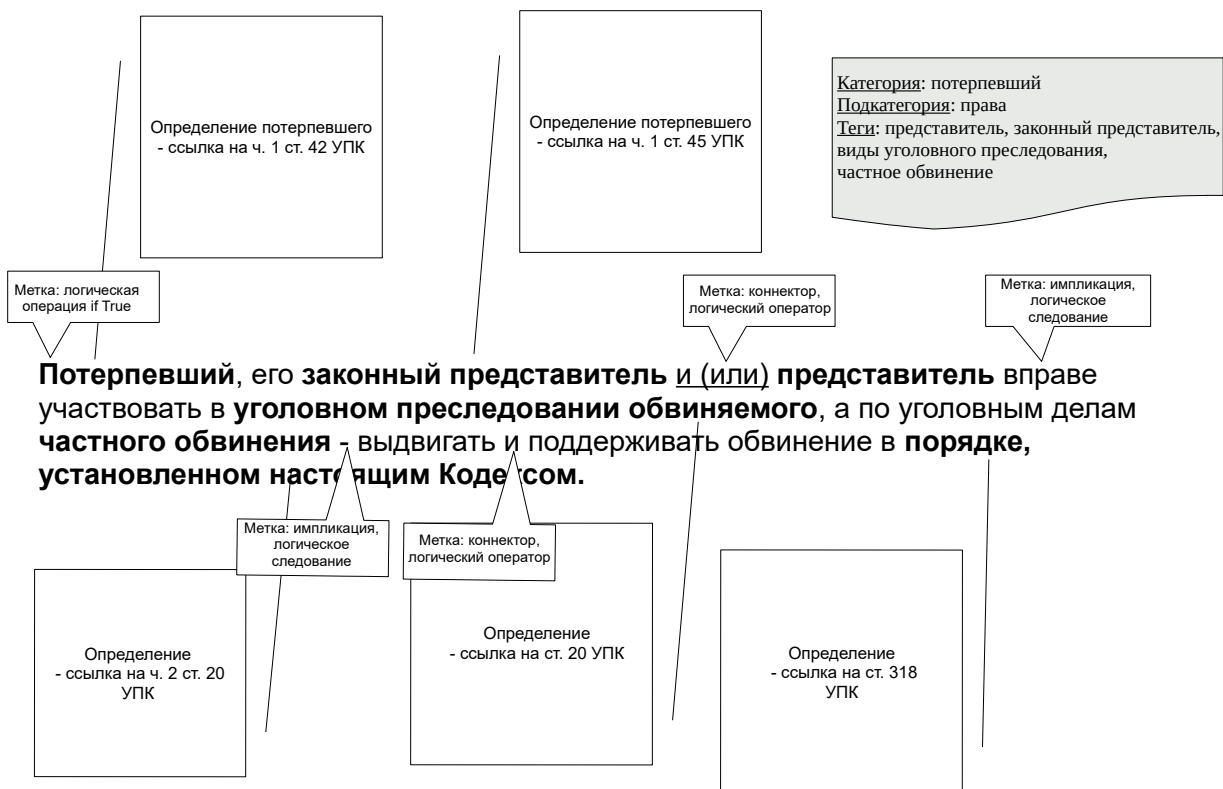 Определение потерпевшего
- ссылка на ч. 1 ст. 42 УПК
Определение потерпевшего
- ссылка на ч. 1 ст. 45 УПК
Категория: потерпевший
Подкатегория: права
Теги: представитель, законный представитель,
виды уголовного преследования,
частное обвинение
Метка: логическая
операция if True
Метка: коннектор,
логический оператор
Метка: импликация,
логическое
следование
Потерпевший, его законный представитель и (или) представитель вправе
участвовать в уголовном преследовании обвиняемого, а по уголовным делам
частного обвинения - выдвигать и поддерживать обвинение в порядке,
установленном настоящим Кодексом.
Метка: импликация,
логическое
следование
Метка: коннектор,
логический оператор
Определение
- ссылка на ч. 2 ст. 20
УПК
Определение
- ссылка на ст. 20 УПК
Определение
- ссылка на ст. 318
УПК